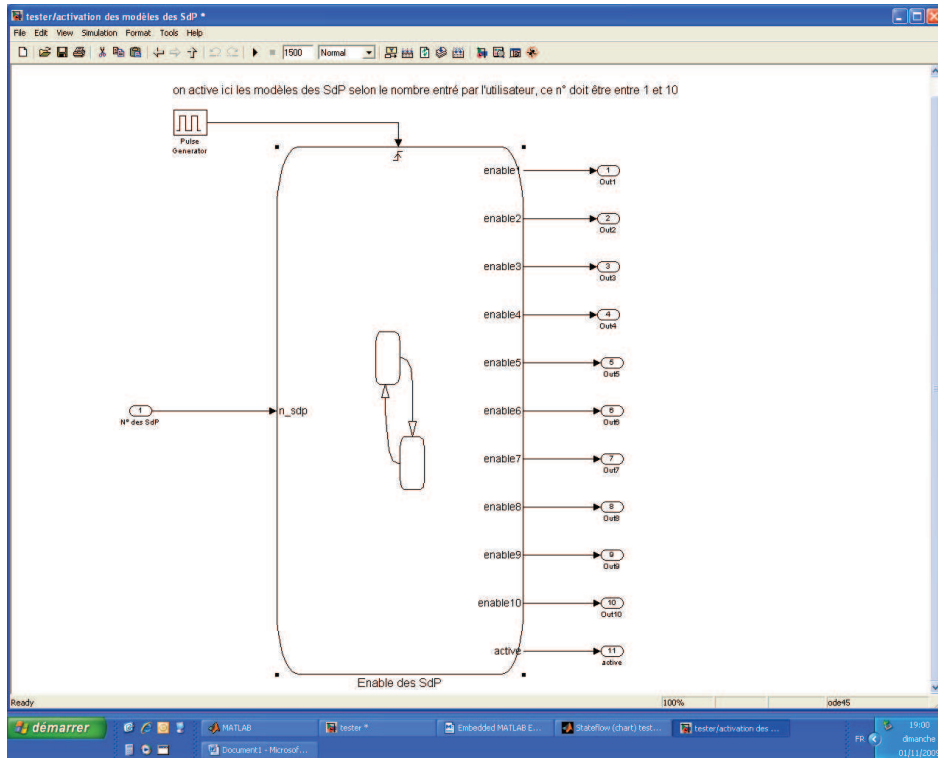 tester/activation des modèles des SdP *
File Edit View Simulation Format Tools Help
1500 Normal
on active ici les modèles des SdP selon le nombre entré par l'utilisateur, ce n° doit être entre 1 et 10
Pulse
Generator
enable1
1
Out1
enable2
2
Out2
enable3
3
Out3
enable4
4
Out4
enable5
5
Out5
enable6
6
Out6
1
n_sdp
N° des SdP
enable7
7
Out7
enable8
8
Out8
enable9
9
Out9
enable10
10
Out10
active
11
active
Enable des SdP
Ready 100% ode45
démarrer MATLAB tester * Embedded MATLAB E... Stateflow (chart) test... tester/activation des ... 19:00
FR dimanche
Document1 - Microsof... 01/11/2009